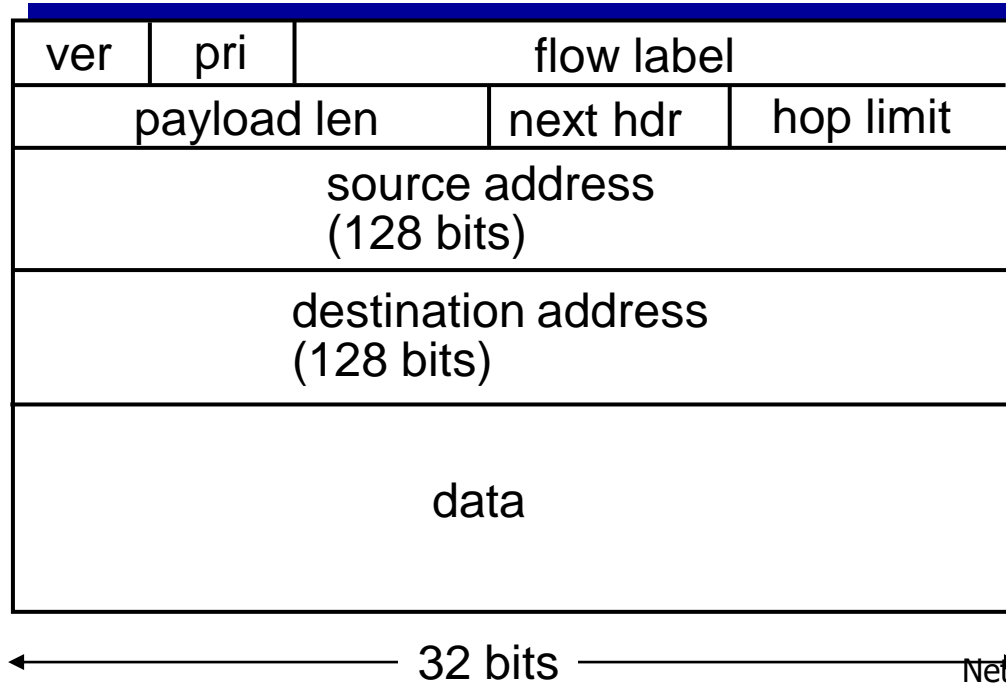 ver pri flow label
payload len next hdr hop limit
source address
(128 bits)
destination address
(128 bits)
data
32 bits
Net